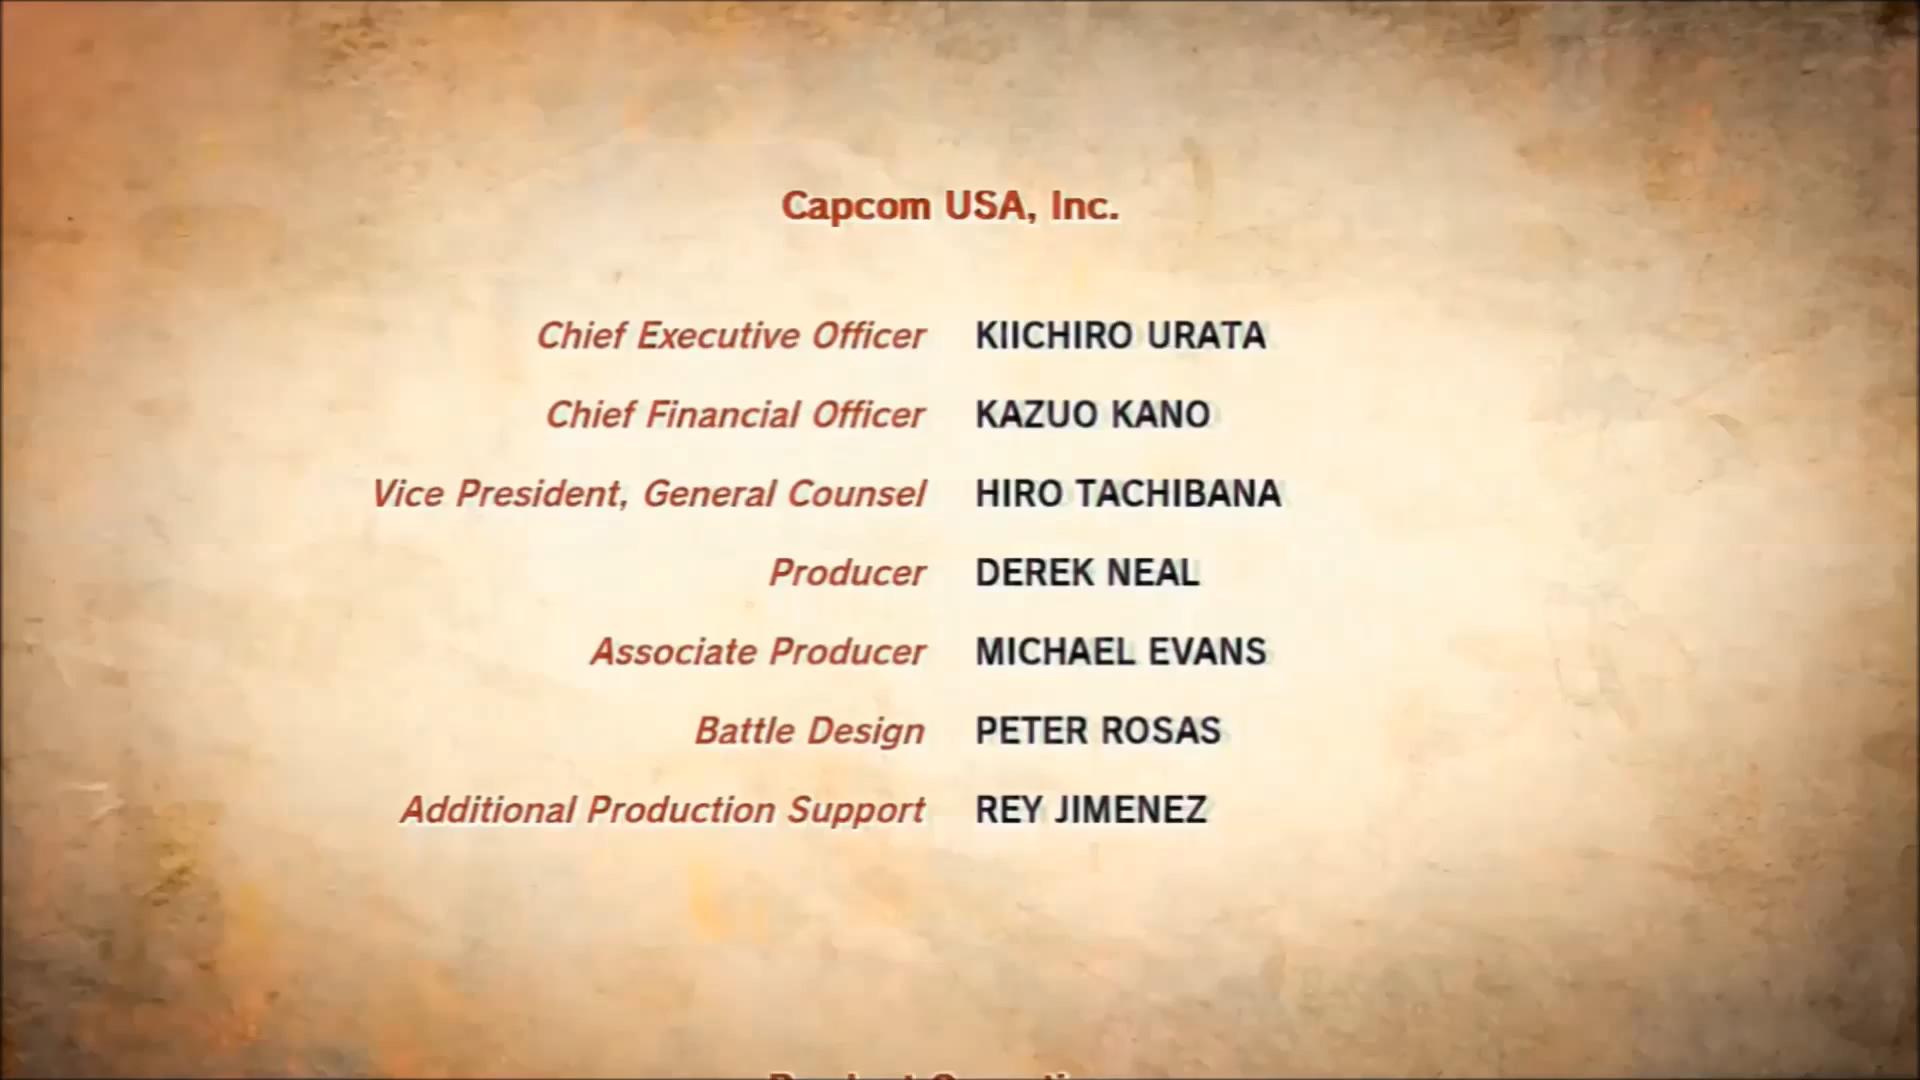 Capcom USA, Inc.
Chief Executive Officer KIICHIRO URATA
Chief Financial Officer KAZUO KANO
Vice President, General Counsel HIRO TACHIBANA
Producer DEREK NEAL
Associate Producer MICHAEL EVANS
Battle Design PETER ROSAS
Additional Production Support REY JIMENEZ